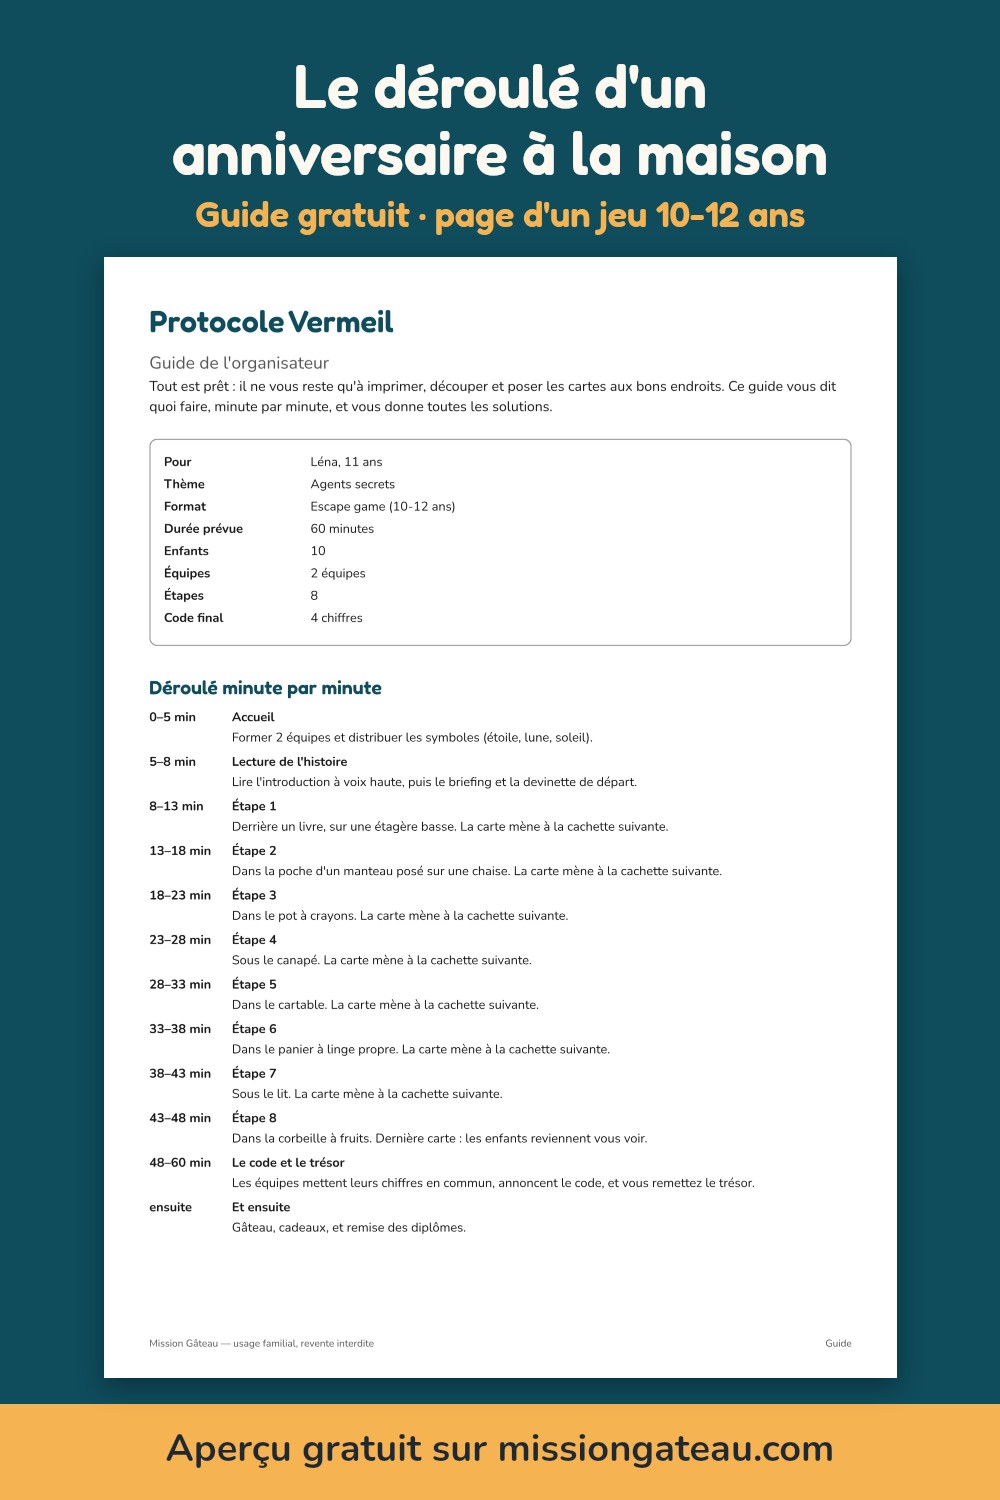 Le déroulé d'un
anniversaire à la maison
Guide gratuit · page d'un jeu 10-12 ans
Protocole Vermeil
Guide de l'organisateur
Tout est prêt : il ne vous reste qu'à imprimer, découper et poser les cartes aux bons endroits. Ce guide vous dit
quoi faire, minute par minute, et vous donne toutes les solutions.
Pour Léna, 11 ans
Thème Agents secrets
Format Escape game (10-12 ans)
Durée prévue 60 minutes
Enfants 10
Équipes 2 équipes
Étapes 8
Code final 4 chiffres
Déroulé minute par minute
0–5 min Accueil
Former 2 équipes et distribuer les symboles (étoile, lune, soleil).
5–8 min Lecture de l'histoire
Lire l'introduction à voix haute, puis le briefing et la devinette de départ.
8–13 min Étape 1
Derrière un livre, sur une étagère basse. La carte mène à la cachette suivante.
13–18 min Étape 2
Dans la poche d'un manteau posé sur une chaise. La carte mène à la cachette suivante.
18–23 min Étape 3
Dans le pot à crayons. La carte mène à la cachette suivante.
23–28 min Étape 4
Sous le canapé. La carte mène à la cachette suivante.
28–33 min Étape 5
Dans le cartable. La carte mène à la cachette suivante.
33–38 min Étape 6
Dans le panier à linge propre. La carte mène à la cachette suivante.
38–43 min Étape 7
Sous le lit. La carte mène à la cachette suivante.
43–48 min Étape 8
Dans la corbeille à fruits. Dernière carte : les enfants reviennent vous voir.
48–60 min Le code et le trésor
Les équipes mettent leurs chiffres en commun, annoncent le code, et vous remettez le trésor.
ensuite Et ensuite
Gâteau, cadeaux, et remise des diplômes.
Mission Gâteau — usage familial, revente interdite Guide
Aperçu gratuit sur missiongateau.com